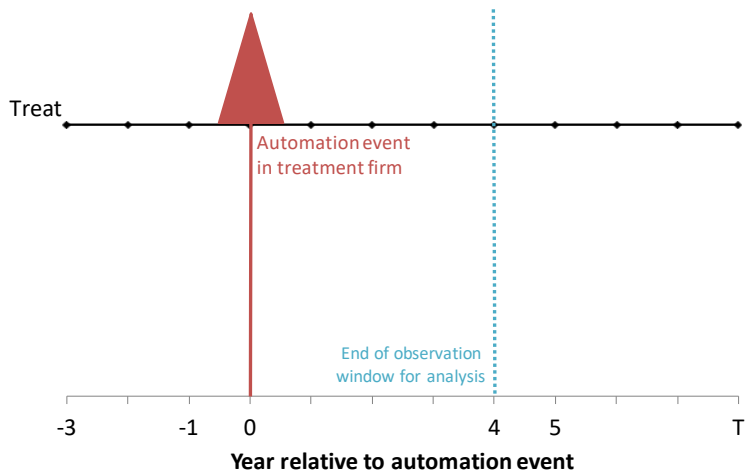 Treat
Automation event
in treatment firm
End of observation
window for analysis
-3 -1 0 4 5 T
Year relative to automation event